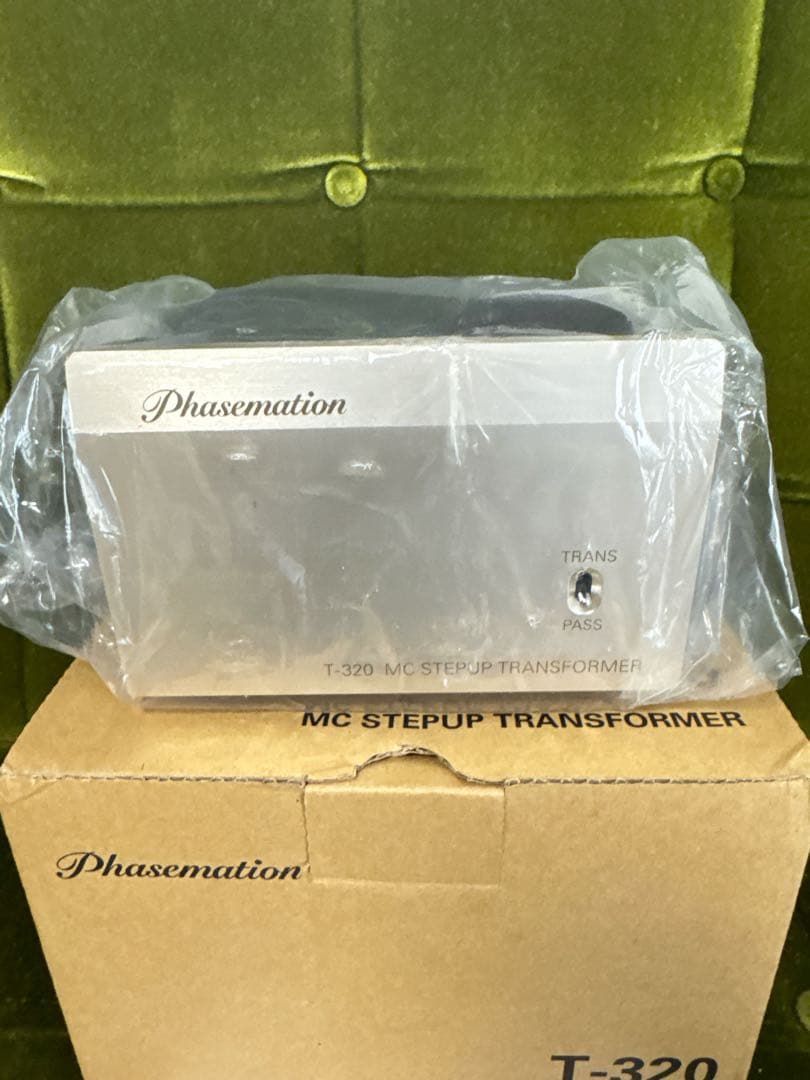 Phasemation
TRANS
PASS
T-320 MC STEPUP TRANSFORMER
MC STEPUP TRANSFORMER
Phasemation
T-320